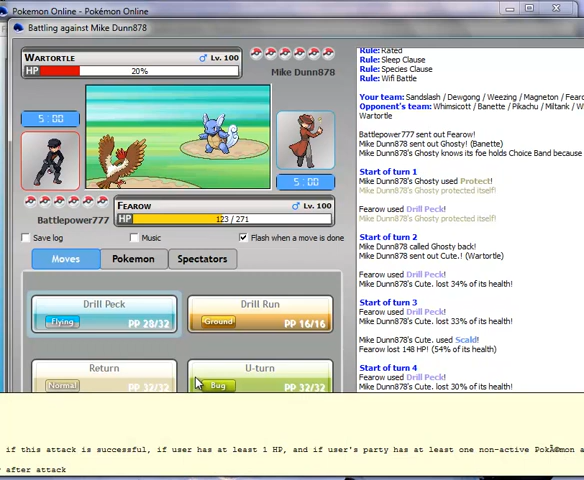 Pokemon Online - Pokémon Online
Battling against Mike Dunn878
WARTORTLE ♂ Lv. 100
HP 20%
Mike Dunn878
5:00
5:00
FEAROW ♂ Lv. 100
HP 123 / 271
Battlepower777
Save log Music Flash when a move is done
Moves Pokemon Spectators
Drill Peck
Flying PP 28/32
Drill Run
Ground PP 16/16
Return
Normal PP 32/32
U-turn
Bug PP 32/32
Rule: Rated
Rule: Sleep Clause
Rule: Species Clause
Rule: Wifi Battle
Your team: Sandslash / Dewgong / Weezing / Magneton / Fearo
Opponent's team: Whimsicott / Banette / Pikachu / Miltank / W
Wartortle
Battlepower777 sent out Fearow!
Mike Dunn878 sent out Ghosty! (Banette)
Mike Dunn878's Ghosty knows its foe holds Choice Band because
Start of turn 1
Mike Dunn878's Ghosty used Protect!
Mike Dunn878's Ghosty protected itself!
Fearow used Drill Peck!
Mike Dunn878's Ghosty protected itself!
Start of turn 2
Mike Dunn878 called Ghosty back!
Mike Dunn878 sent out Cute.! (Wartortle)
Fearow used Drill Peck!
Mike Dunn878's Cute. lost 34% of its health!
Start of turn 3
Fearow used Drill Peck!
Mike Dunn878's Cute. lost 33% of its health!
Mike Dunn878's Cute. used Scald!
Fearow lost 148 HP! (54% of its health)
Start of turn 4
Fearow used Drill Peck!
Mike Dunn878's Cute. lost 30% of its health!
if this attack is successful, if user has at least 1 HP, and if user's party has at least one non-active Pokémon a
after attack